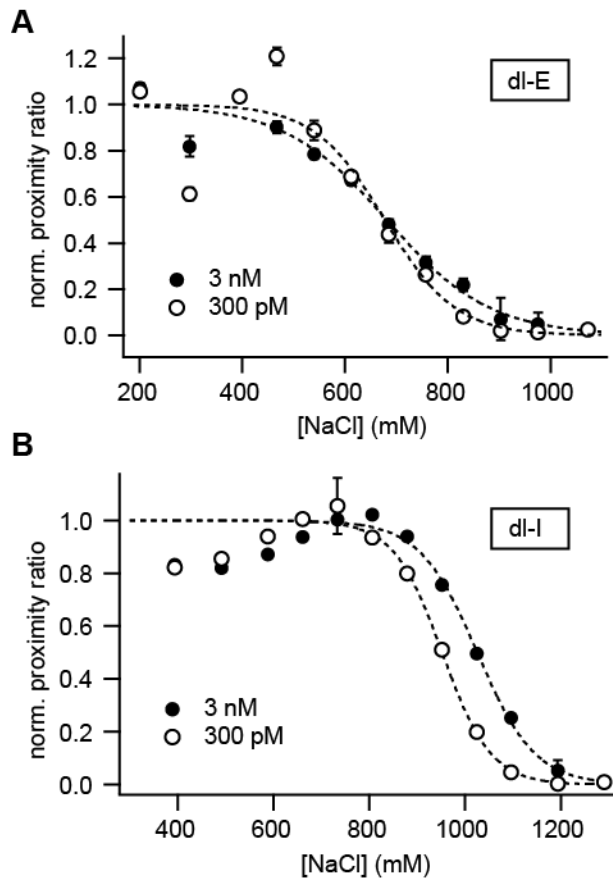 A
norm. proximity ratio
1.2
1.0
0.8
0.6
0.4
0.2
0.0
dl-E
3 nM
300 pM
200 400 600 800 1000
[NaCl] (mM)
B
norm. proximity ratio
1.0
0.8
0.6
0.4
0.2
0.0
dl-I
3 nM
300 pM
400 600 800 1000 1200
[NaCl] (mM)